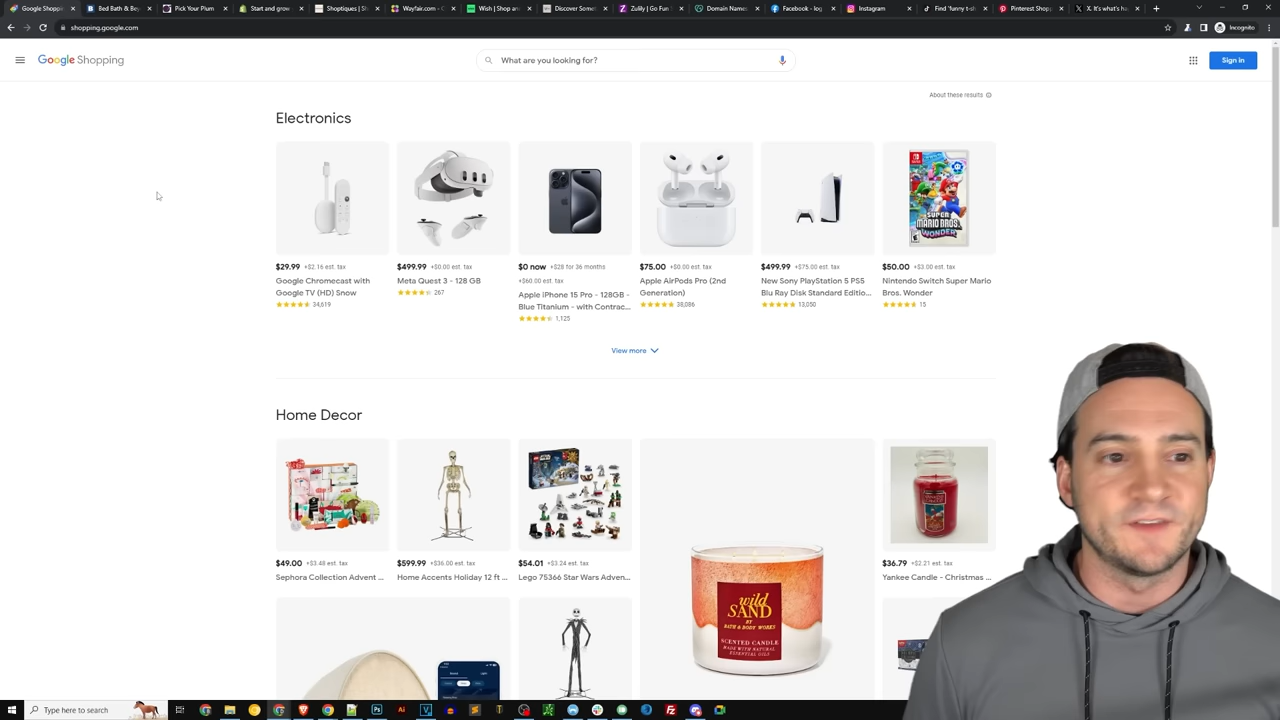 Google Shoppin
Bed Bath & Be
Pick Your Plum
Start and grow
Shoptiques | Sh
Wayfair.com -
Wish | Shop an
Discover Some
Zulily | Go Fun
Domain Name
Facebook – log
Instagram
Find 'funny t-sh
Pinterest Shopp
X. It's what's ha
shopping.google.com
Incognito
Google Shopping
What are you looking for?
Sign in
About these results
Electronics
$29.99 +$2.16 est. tax
Google Chromecast with
Google TV (HD) Snow
34,619
$499.99 +$0.00 est. tax
Meta Quest 3 - 128 GB
267
$0 now +$28 for 36 months
+$60.00 est. tax
Apple iPhone 15 Pro - 128GB -
Blue Titanium - with Contrac...
1,125
$75.00 +$0.00 est. tax
Apple AirPods Pro (2nd
Generation)
38,086
$499.99 +$75.00 est. tax
New Sony PlayStation 5 PS5
Blu Ray Disk Standard Editio...
13,050
SUPER
MARIO BROS.
WONDER
$50.00 +$3.00 est. tax
Nintendo Switch Super Mario
Bros. Wonder
15
View more
Home Decor
$49.00 +$3.48 est. tax
Sephora Collection Advent ...
$599.99 +$36.00 est. tax
Home Accents Holiday 12 ft ...
$54.01 +$3.24 est. tax
Lego 75366 Star Wars Adven...
wild
SAND
BY
BATH & BODY WORKS
SCENTED CANDLE
MADE WITH NATURAL
ESSENTIAL OILS
$36.79 +$2.21 est. tax
Yankee Candle - Christmas ...
Type here to search